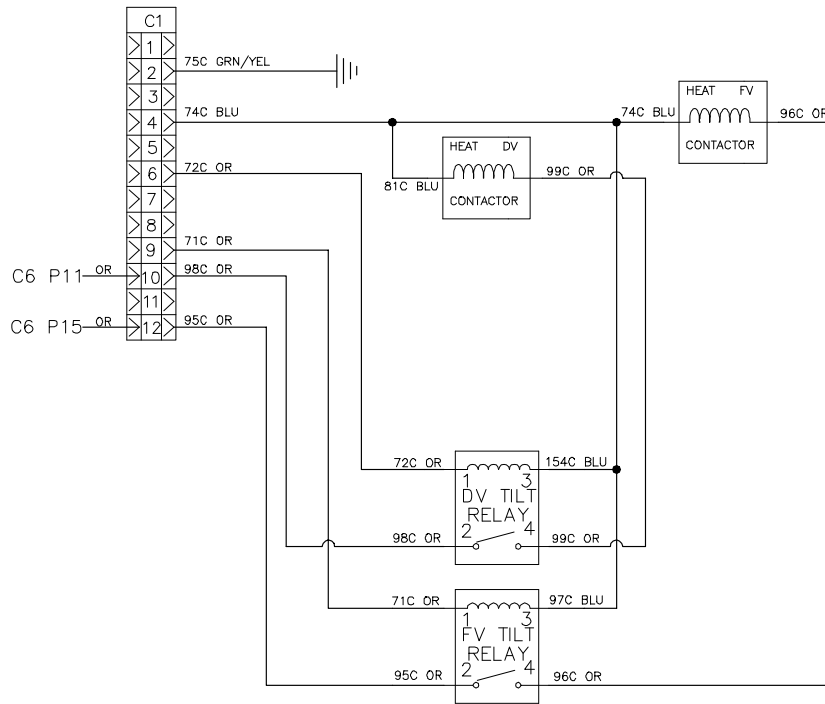 C1
1
2 75C GRN/YEL
3
4 74C BLU 74C BLU
HEAT FV
CONTACTOR
96C OR
5
HEAT DV
CONTACTOR
81C BLU
99C OR
6 72C OR
7
8
9 71C OR
C6 P11 OR 10 98C OR
11
C6 P15 OR 12 95C OR
72C OR 154C BLU
1 3
DV TILT
RELAY
2 4
98C OR 99C OR
71C OR 97C BLU
1 3
FV TILT
RELAY
2 4
95C OR 96C OR